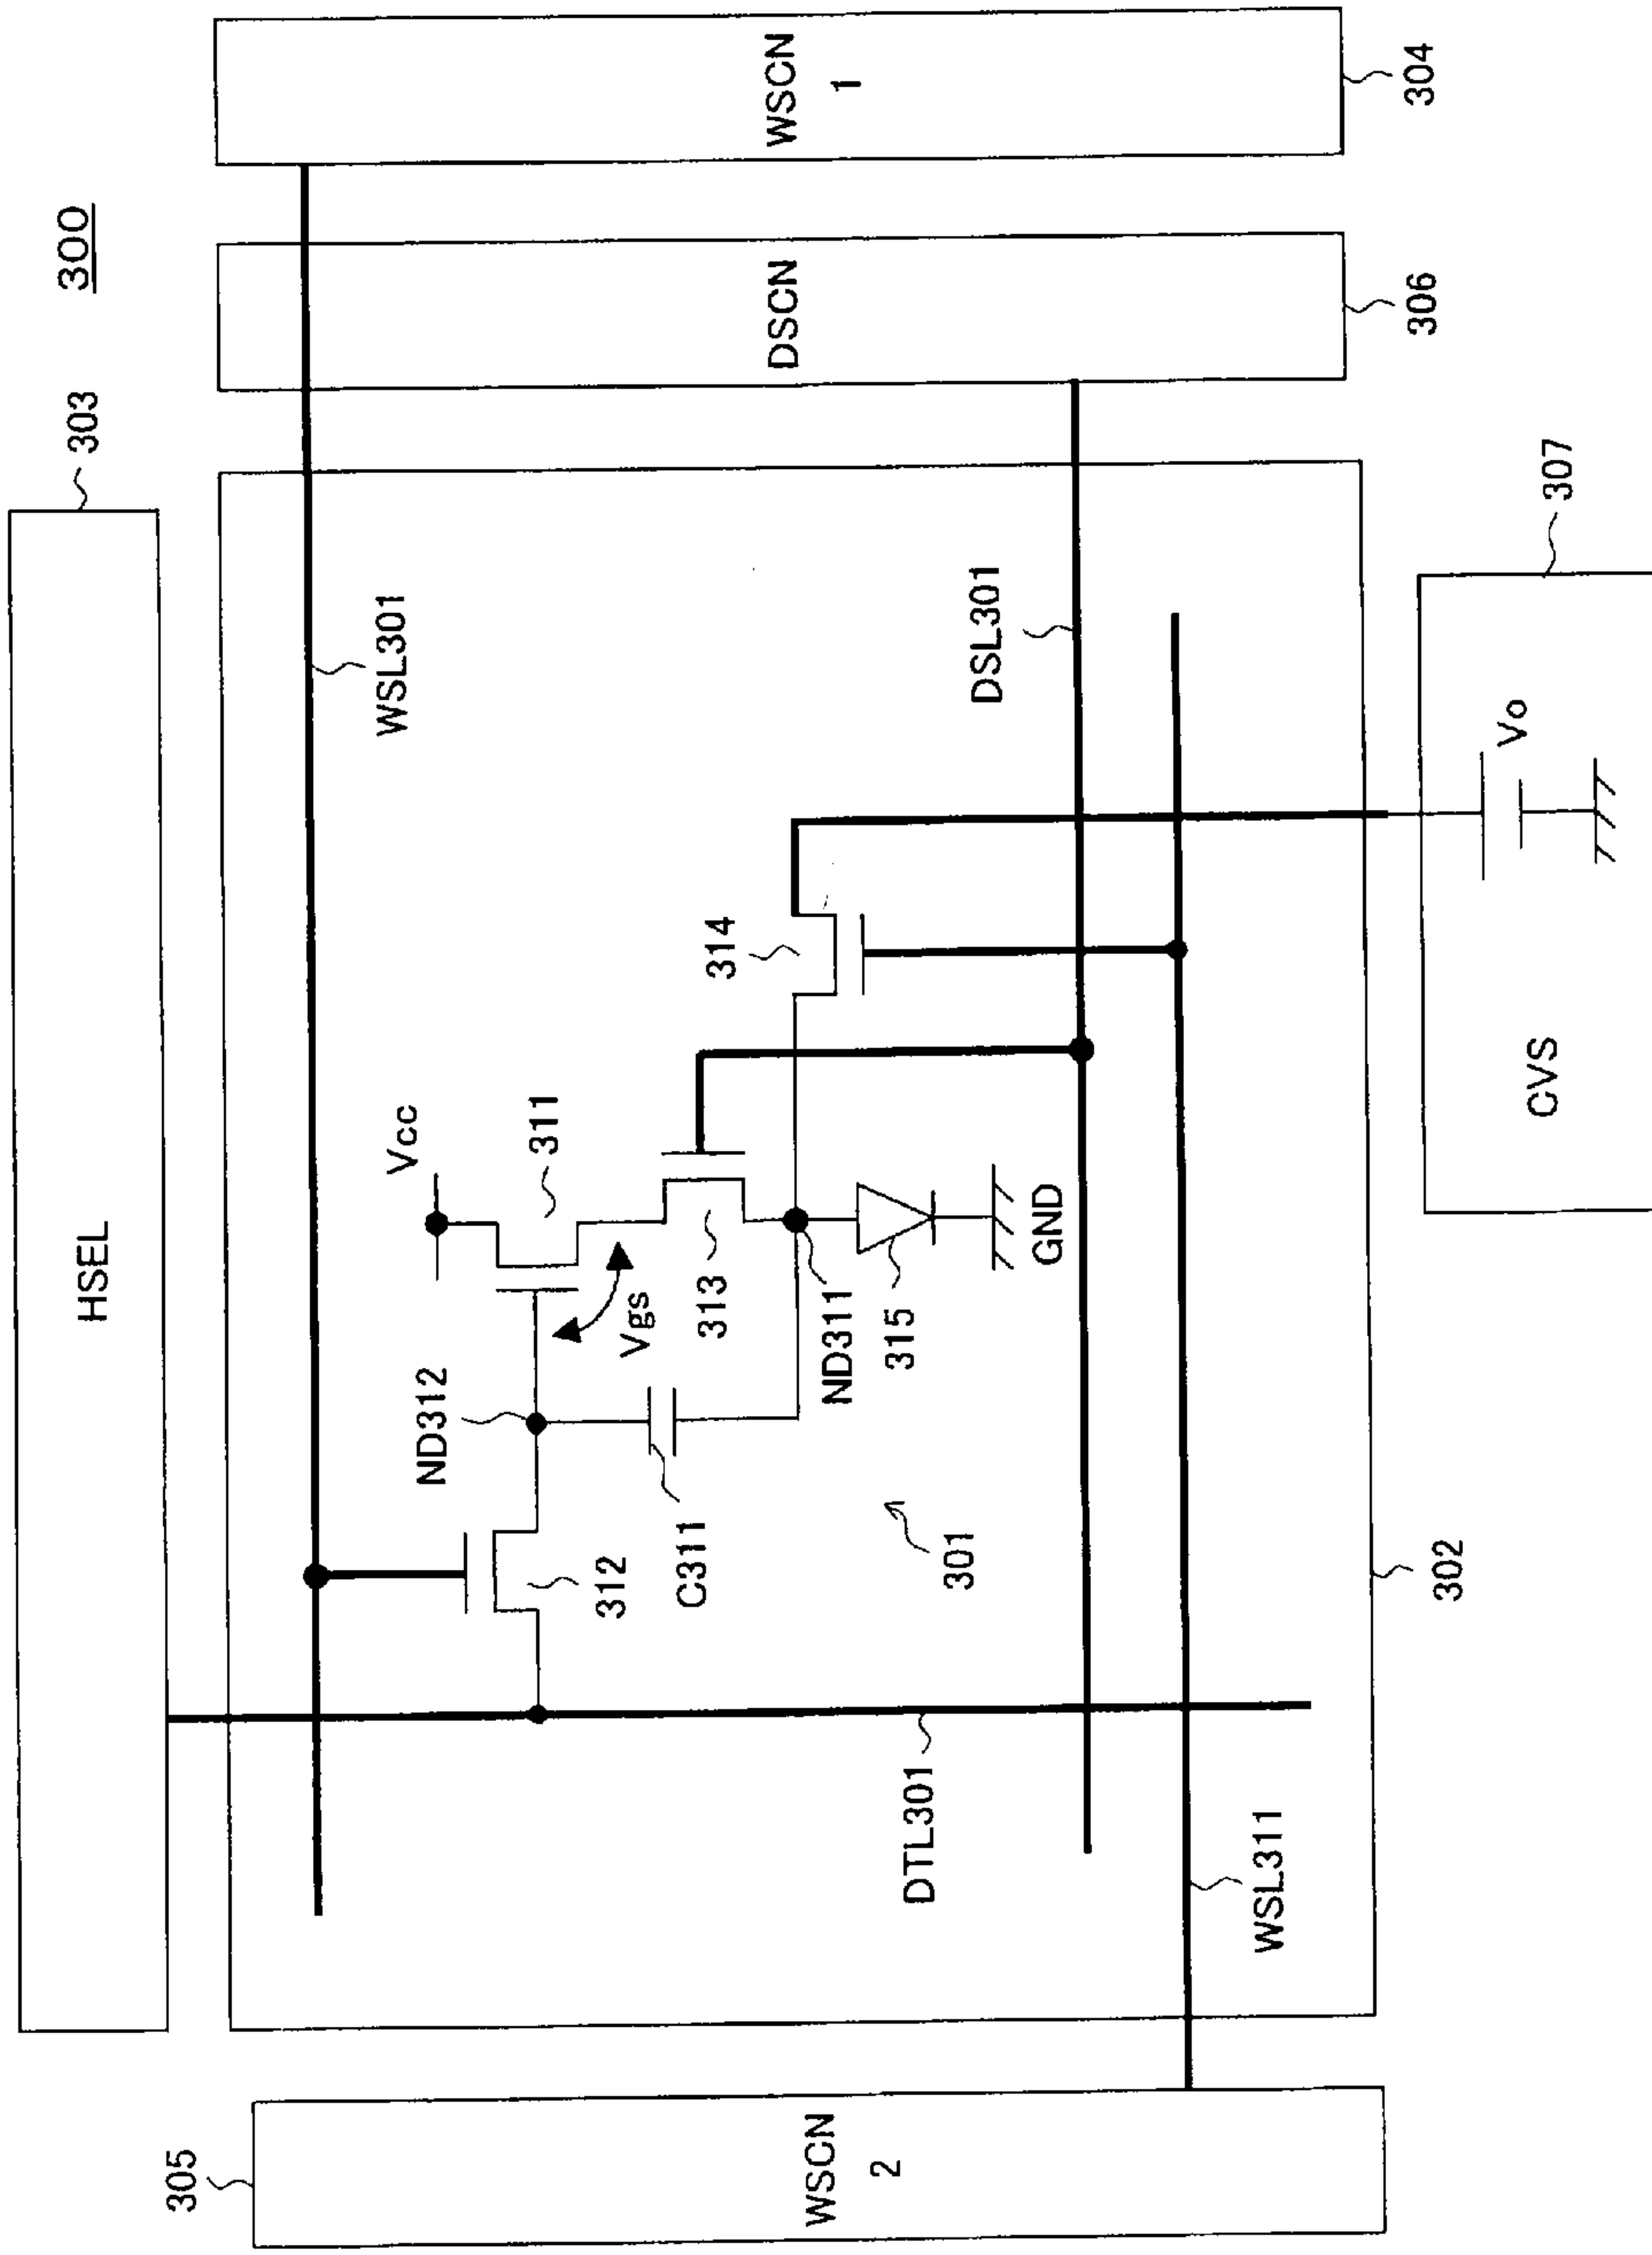 300
303
HSEL
305
WSCN
2
WSCN
1
304
DSCN
306
WSL301
Vcc
ND312
311
312
Vgs
C311
313
314
ND311
315
GND
301
DSL301
DTL301
WSL311
302
307
Vo
CVS